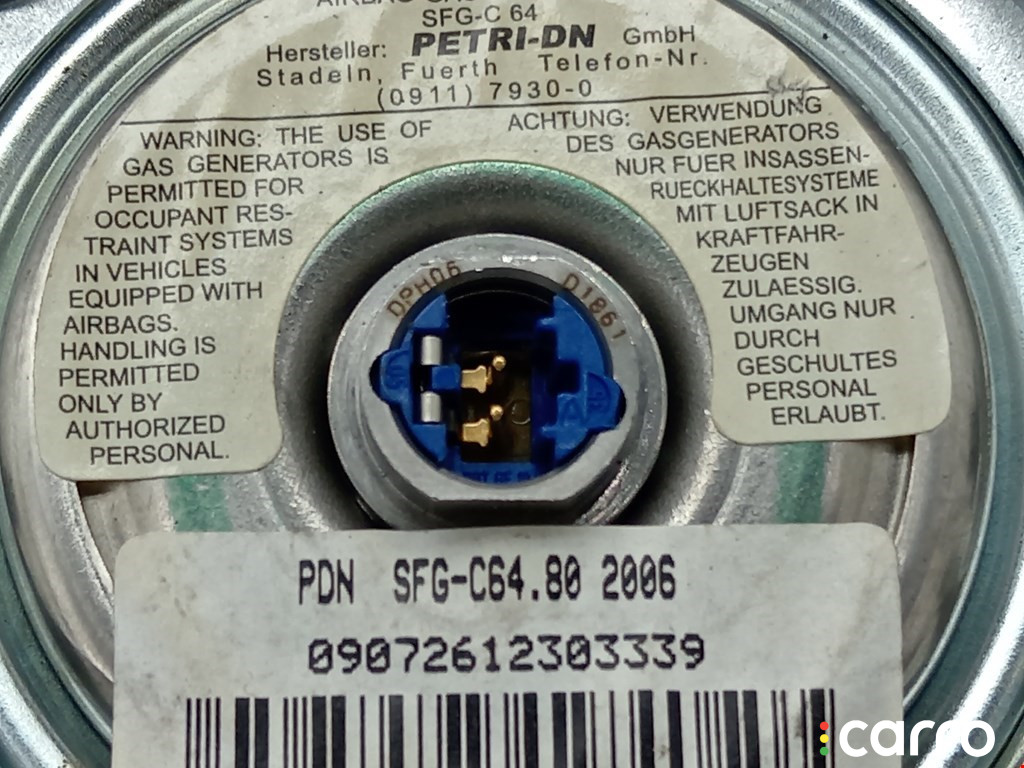 SFG-C 64
Hersteller: PETRI-DN GmbH
Stadeln, Fuerth Telefon-Nr.
(0911) 7930-0
WARNING: THE USE OF
GAS GENERATORS IS
PERMITTED FOR
OCCUPANT RES-
TRAINT SYSTEMS
IN VEHICLES
EQUIPPED WITH
AIRBAGS.
HANDLING IS
PERMITTED
ONLY BY
AUTHORIZED
PERSONAL.
ACHTUNG: VERWENDUNG
DES GASGENERATORS
NUR FUER INSASSEN-
RUECKHALTESYSTEME
MIT LUFTSACK IN
KRAFTFAHR-
ZEUGEN
ZULAESSIG.
UMGANG NUR
DURCH
GESCHULTES
PERSONAL
ERLAUBT.
DPH06 D1861
PDN SFG-C64.80 2006
09072612303339
carro